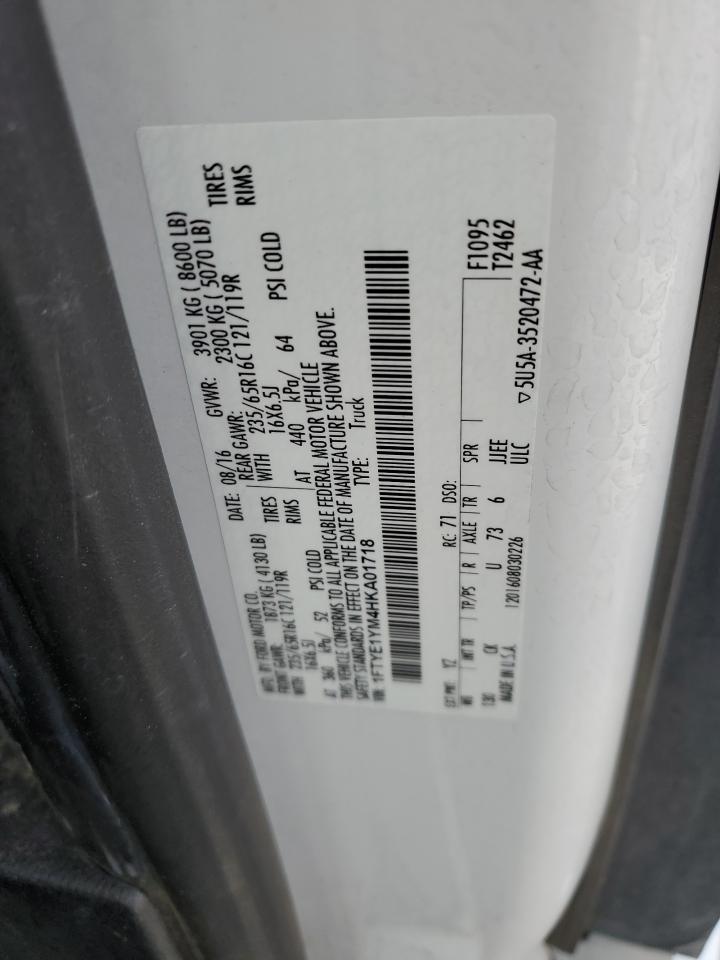 MFD. BY FORD MOTOR CO. DATE: 08/16 GVWR: 3901 KG ( 8600 LB)
FRONT GAWR: 1873 KG ( 4130 LB) REAR GAWR: 2300 KG ( 5070 LB)
WITH 235/65R16C 121/119R TIRES WITH 235/65R16C 121/119R TIRES
16X6.5J RIMS 16X6.5J RIMS
AT 360 kPa/ 52 PSI COLD AT 440 kPa/ 64 PSI COLD
THIS VEHICLE CONFORMS TO ALL APPLICABLE FEDERAL MOTOR VEHICLE
SAFETY STANDARDS IN EFFECT ON THE DATE OF MANUFACTURE SHOWN ABOVE.
VIN: 1FTYE1YM4HKA01718 TYPE: Truck
EXT PNT: YZ RC: 71 DSO:
WB INT TR TP/PS R AXLE TR SPR F1095
130 CK U 73 6 JJEE T2462
MADE IN U.S.A. 1201608030226 ULC
▽5U5A-3520472-AA